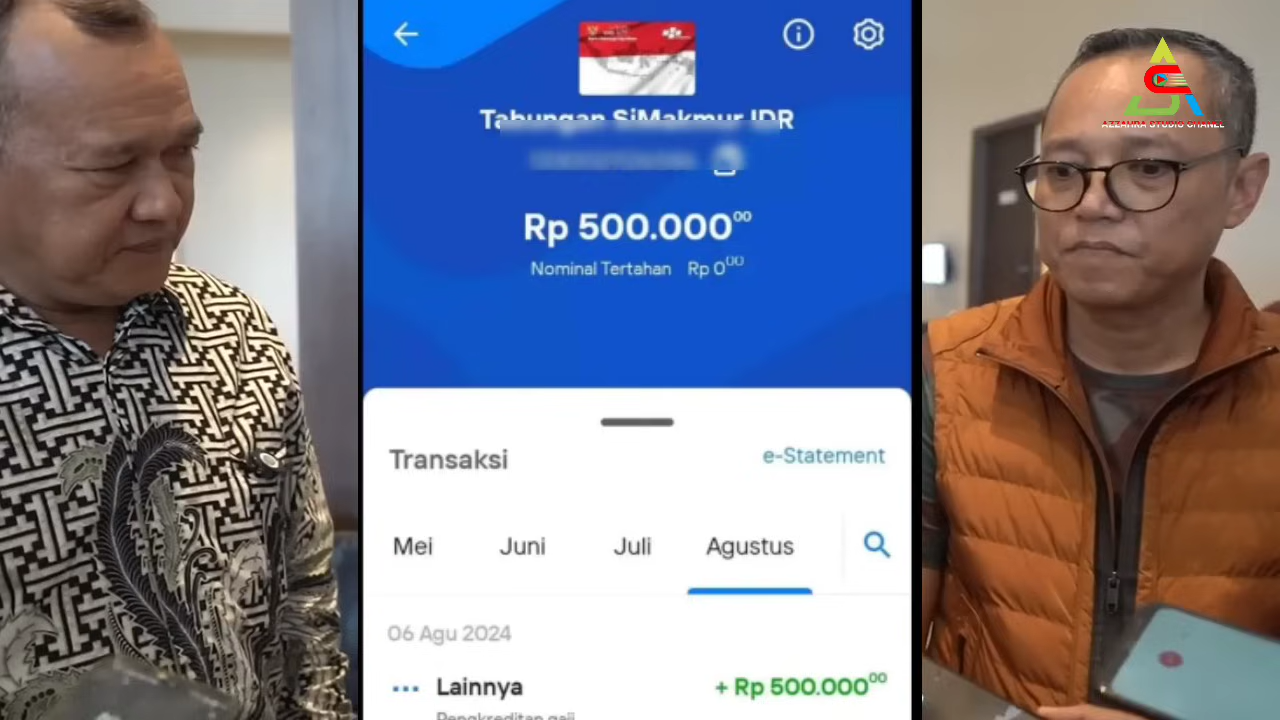 Tabungan SiMakmur IDR
Rp 500.000⁰⁰
Nominal Tertahan Rp 0⁰⁰
Transaksi
e-Statement
Mei Juni Juli Agustus
06 Agu 2024
Lainnya
+ Rp 500.000⁰⁰
Pengkreditan gaji
AZZAHRA STUDIO CHANEL